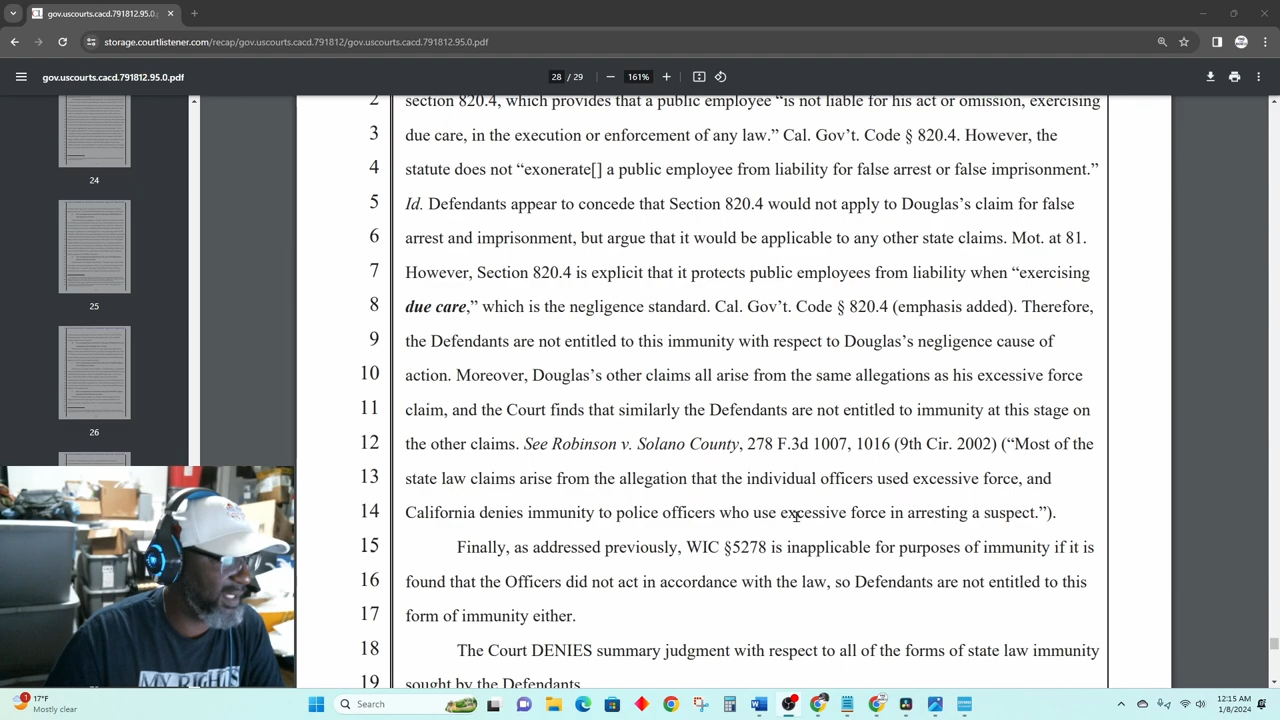 gov.uscourts.cacd.791812.95.0.p
storage.courtlistener.com/recap/gov.uscourts.cacd.791812/gov.uscourts.cacd.791812.95.0.pdf
gov.uscourts.cacd.791812.95.0.pdf
28 / 29
161%
24
25
26
2 section 820.4, which provides that a public employee “is not liable for his act or omission, exercising
3 due care, in the execution or enforcement of any law.” Cal. Gov’t. Code § 820.4. However, the
4 statute does not “exonerate[] a public employee from liability for false arrest or false imprisonment.”
5 Id. Defendants appear to concede that Section 820.4 would not apply to Douglas’s claim for false
6 arrest and imprisonment, but argue that it would be applicable to any other state claims. Mot. at 81.
7 However, Section 820.4 is explicit that it protects public employees from liability when “exercising
8 due care,” which is the negligence standard. Cal. Gov’t. Code § 820.4 (emphasis added). Therefore,
9 the Defendants are not entitled to this immunity with respect to Douglas’s negligence cause of
10 action. Moreover, Douglas’s other claims all arise from the same allegations as his excessive force
11 claim, and the Court finds that similarly the Defendants are not entitled to immunity at this stage on
12 the other claims. See Robinson v. Solano County, 278 F.3d 1007, 1016 (9th Cir. 2002) (“Most of the
13 state law claims arise from the allegation that the individual officers used excessive force, and
14 California denies immunity to police officers who use excessive force in arresting a suspect.”).
15 Finally, as addressed previously, WIC §5278 is inapplicable for purposes of immunity if it is
16 found that the Officers did not act in accordance with the law, so Defendants are not entitled to this
17 form of immunity either.
18 The Court DENIES summary judgment with respect to all of the forms of state law immunity
19 sought by the Defendants.
MY RIGHTS
1
17°F
Mostly clear
Search
12:15 AM
1/8/2024